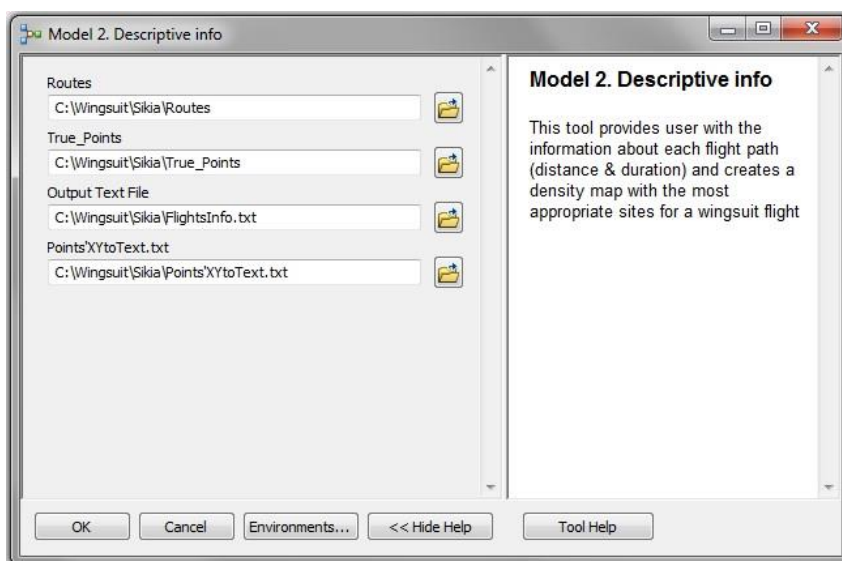 Model 2. Descriptive info
Routes
C:\Wingsuit\Sikia\Routes
True_Points
C:\Wingsuit\Sikia\True_Points
Output Text File
C:\Wingsuit\Sikia\FlightsInfo.txt
Points'XYtoText.txt
C:\Wingsuit\Sikia\Points'XYtoText.txt
OK
Cancel
Environments...
<< Hide Help
Model 2. Descriptive info
This tool provides user with the
information about each flight path
(distance & duration) and creates a
density map with the most
appropriate sites for a wingsuit flight
Tool Help